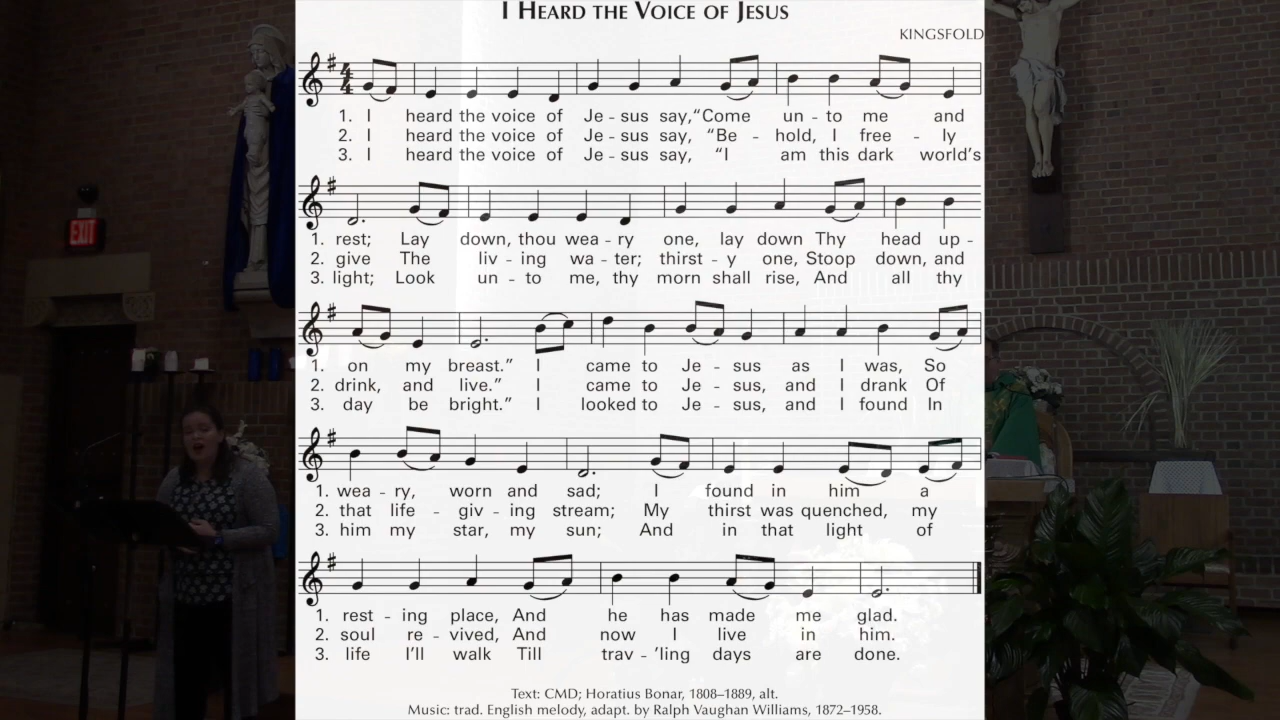 I HEARD THE VOICE OF JESUS
KINGSFOLD
1. I heard the voice of Je - sus say, “Come un - to me and
2. I heard the voice of Je - sus say, “Be - hold, I free - ly
3. I heard the voice of Je - sus say, “I am this dark world’s
1. rest; Lay down, thou wea - ry one, lay down Thy head up -
2. give The liv - ing wa - ter; thirst - y one, Stoop down, and
3. light; Look un - to me, thy morn shall rise, And all thy
1. on my breast.” I came to Je - sus as I was, So
2. drink, and live.” I came to Je - sus, and I drank Of
3. day be bright.” I looked to Je - sus, and I found In
1. wea - ry, worn and sad; I found in him a
2. that life - giv - ing stream; My thirst was quenched, my
3. him my star, my sun; And in that light of
1. rest - ing place, And he has made me glad.
2. soul re - vived, And now I live in him.
3. life I’ll walk Till trav - ’ling days are done.
Text: CMD; Horatius Bonar, 1808–1889, alt.
Music: trad. English melody, adapt. by Ralph Vaughan Williams, 1872–1958.
EXIT